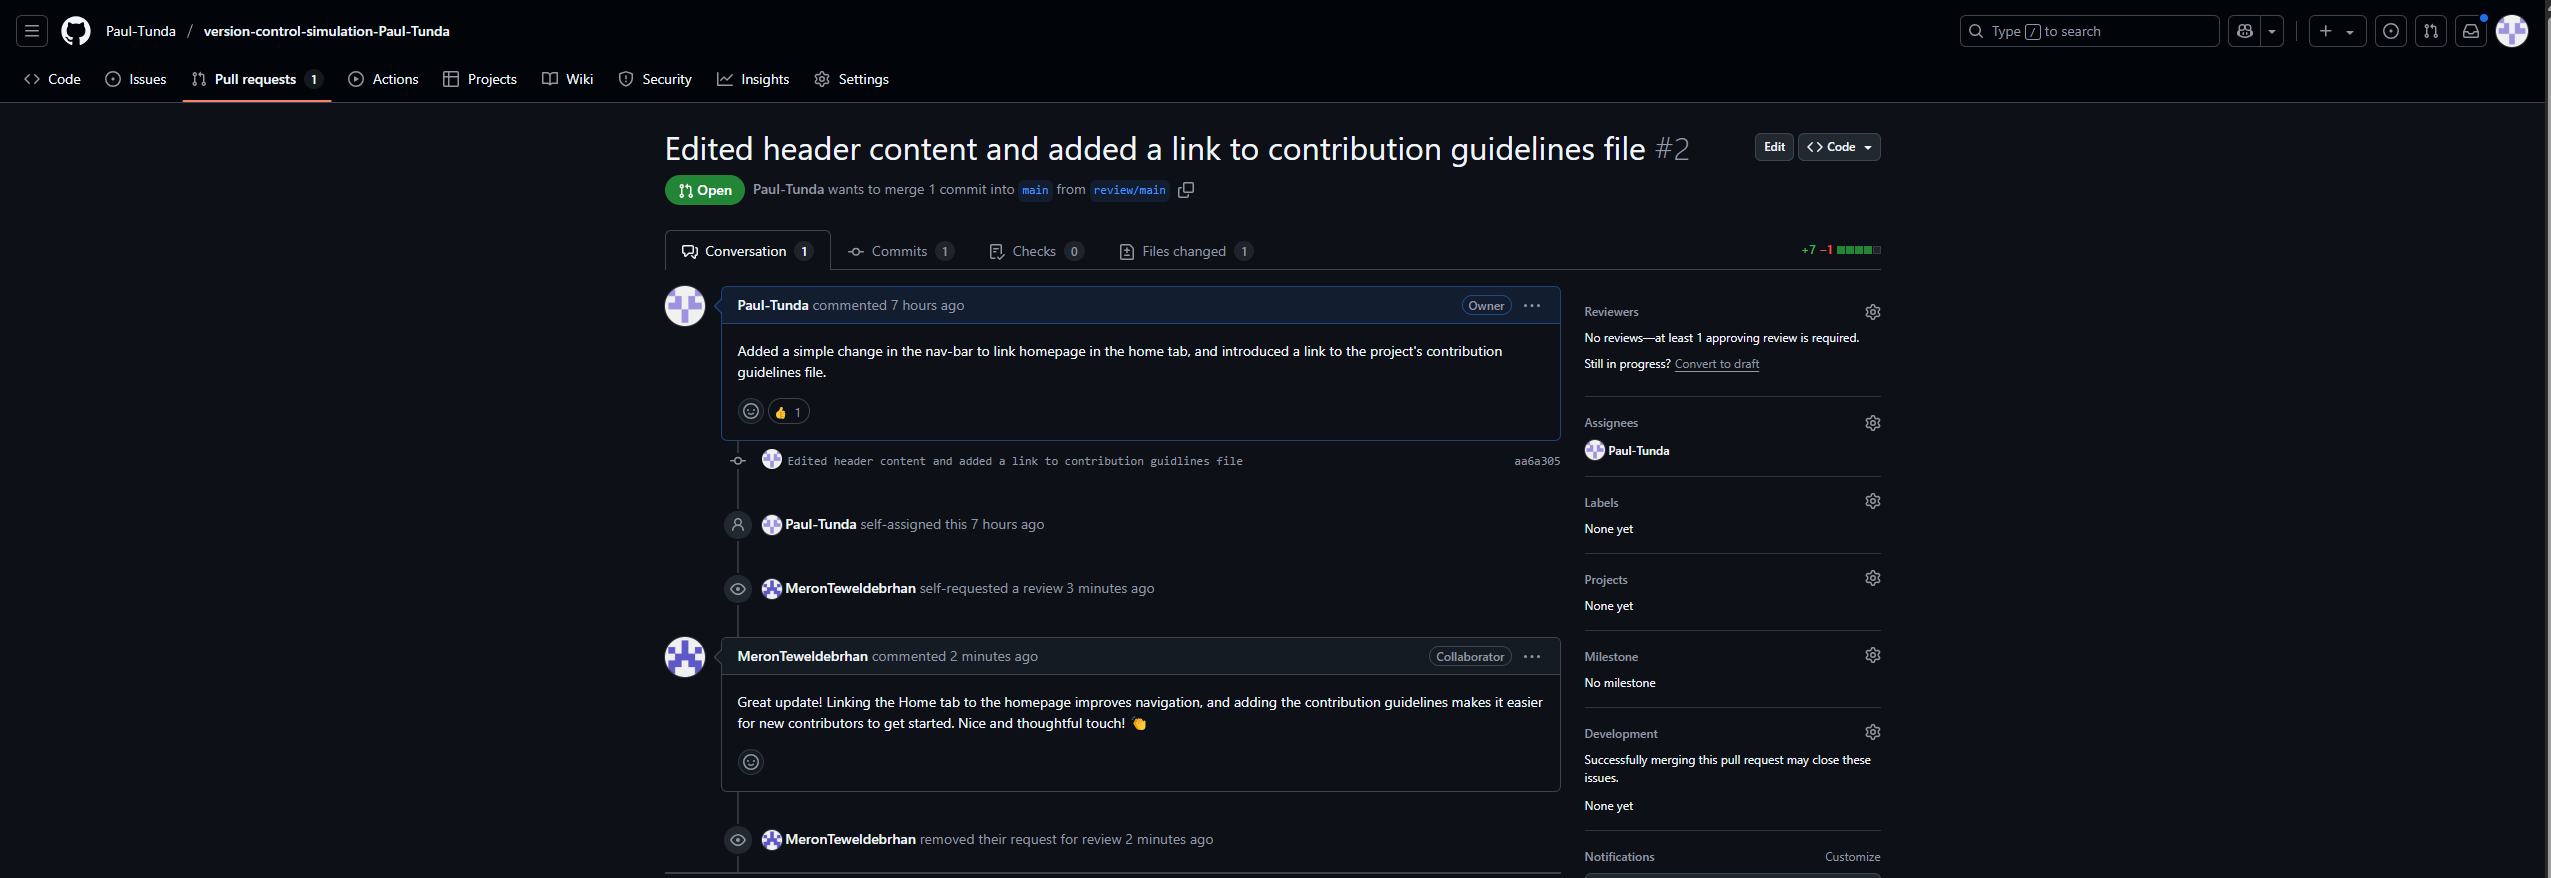 Paul-Tunda / version-control-simulation-Paul-Tunda
Type / to search
Code
Issues
Pull requests 1
Actions
Projects
Wiki
Security
Insights
Settings
Edited header content and added a link to contribution guidelines file #2
Edit
Code
Open
Paul-Tunda wants to merge 1 commit into main from review/main
Conversation 1
Commits 1
Checks 0
Files changed 1
+7 −1
Paul-Tunda commented 7 hours ago
Owner
Added a simple change in the nav-bar to link homepage in the home tab, and introduced a link to the project's contribution
guidelines file.
👍 1
Edited header content and added a link to contribution guidlines file
aa6a305
Paul-Tunda self-assigned this 7 hours ago
MeronTeweldebrhan self-requested a review 3 minutes ago
MeronTeweldebrhan commented 2 minutes ago
Collaborator
Great update! Linking the Home tab to the homepage improves navigation, and adding the contribution guidelines makes it easier
for new contributors to get started. Nice and thoughtful touch! 👏
MeronTeweldebrhan removed their request for review 2 minutes ago
Reviewers
No reviews—at least 1 approving review is required.
Still in progress? Convert to draft
Assignees
Paul-Tunda
Labels
None yet
Projects
None yet
Milestone
No milestone
Development
Successfully merging this pull request may close these
issues.
None yet
Notifications
Customize